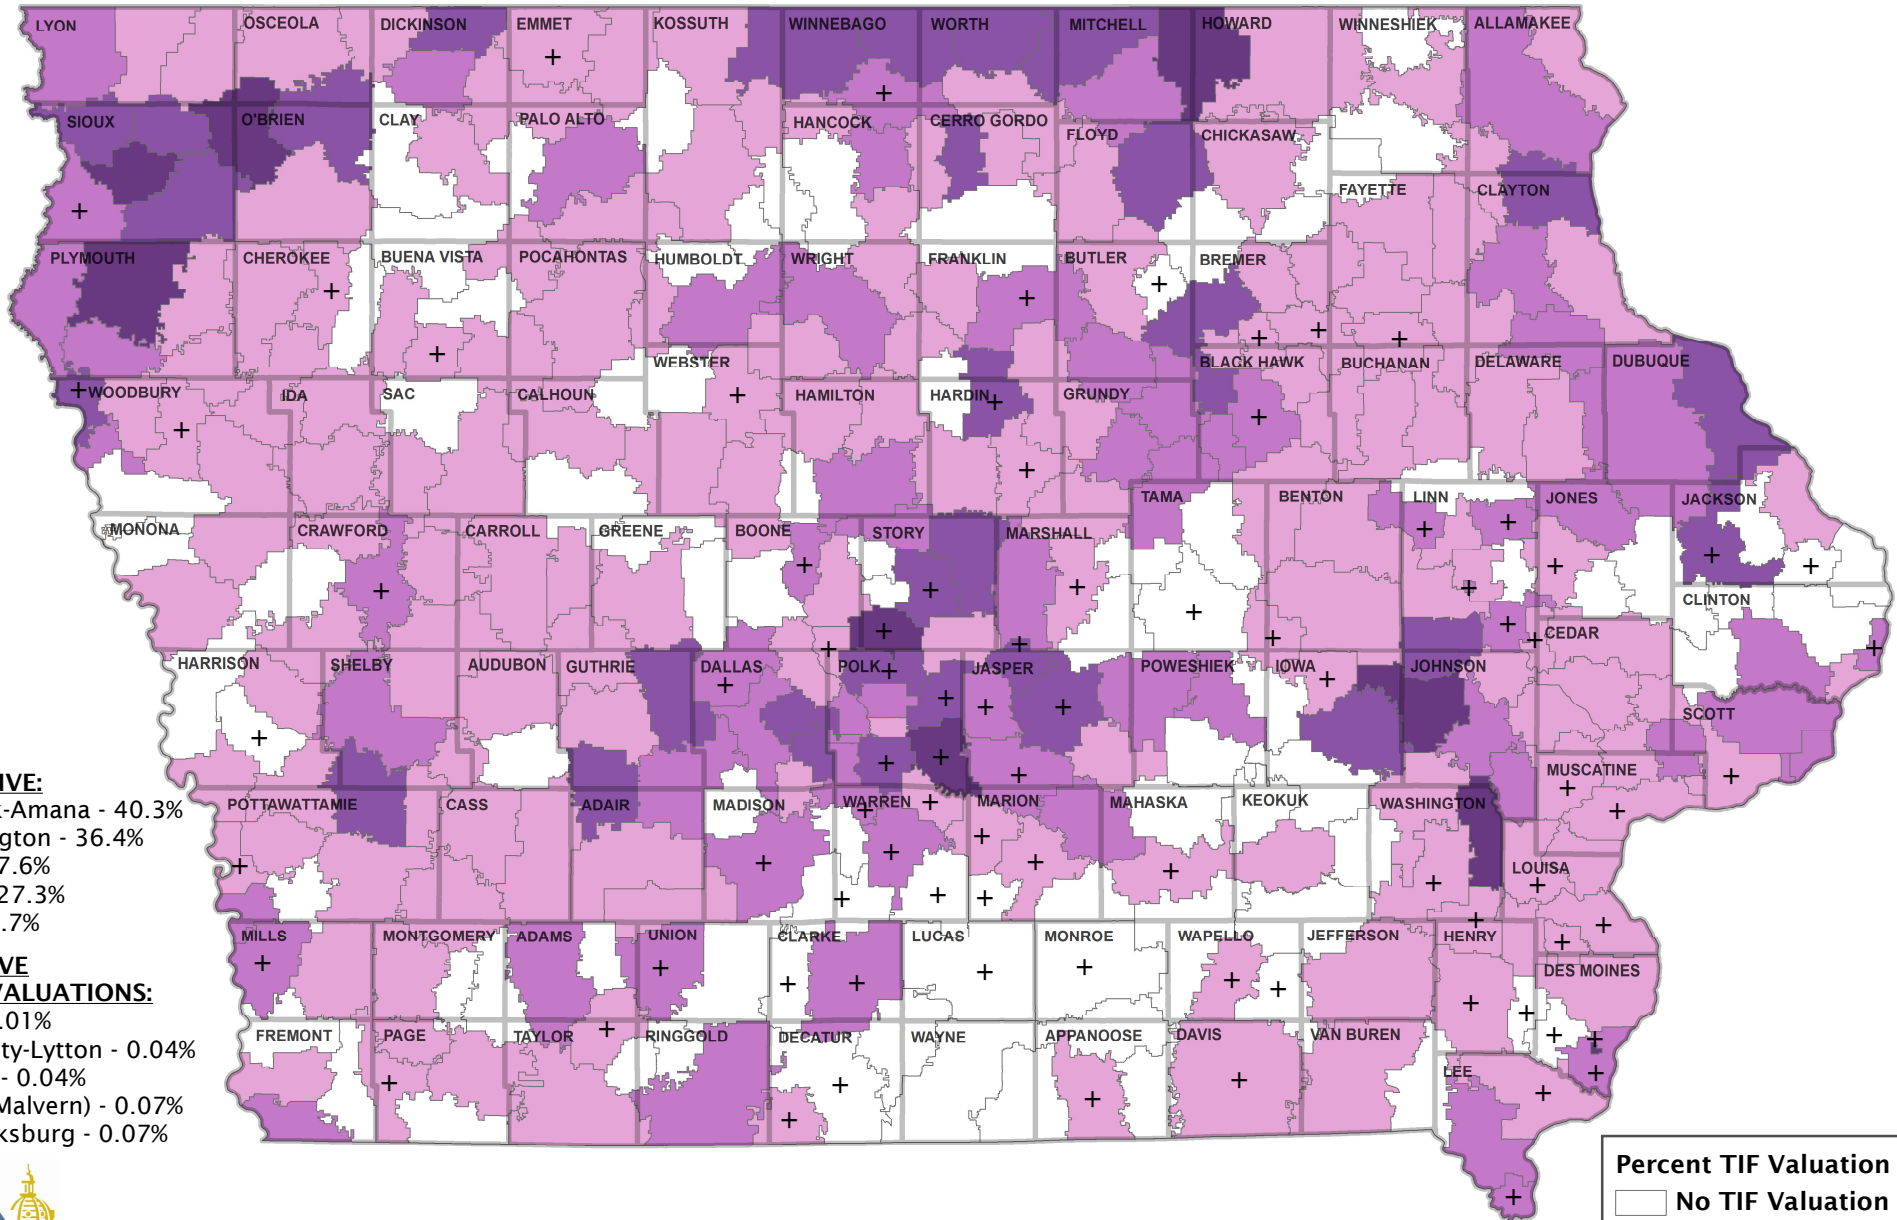 LYON OSCEOLA DICKINSON EMMET KOSSUTH WINNEBAGO WORTH MITCHELL HOWARD WINNESHIEK ALLAMAKEE
SIOUX O'BRIEN CLAY PALO ALTO HANCOCK CERRO GORDO FLOYD CHICKASAW
FAYETTE CLAYTON
PLYMOUTH CHEROKEE BUENA VISTA POCAHONTAS HUMBOLDT WRIGHT FRANKLIN BUTLER BREMER
WEBSTER BLACK HAWK BUCHANAN DELAWARE DUBUQUE
WOODBURY IDA SAC CALHOUN HAMILTON HARDIN GRUNDY
TAMA BENTON LINN JONES JACKSON
MONONA CRAWFORD CARROLL GREENE BOONE STORY MARSHALL
CLINTON
CEDAR
HARRISON SHELBY AUDUBON GUTHRIE DALLAS POLK JASPER POWESHIEK IOWA JOHNSON
SCOTT
MUSCATINE
POTTAWATTAMIE CASS ADAIR MADISON WARREN MARION MAHASKA KEOKUK WASHINGTON
LOUISA
MILLS MONTGOMERY ADAMS UNION CLARKE LUCAS MONROE WAPELLO JEFFERSON HENRY
DES MOINES
FREMONT PAGE TAYLOR RINGGOLD DECATUR WAYNE APPANOOSE DAVIS VAN BUREN
LEE
IVE:
-Amana - 40.3%
gton - 36.4%
7.6%
27.3%
.7%
VE
VALUATIONS:
.01%
ty-Lytton - 0.04%
- 0.04%
Malvern) - 0.07%
ksburg - 0.07%
Percent TIF Valuation
No TIF Valuation